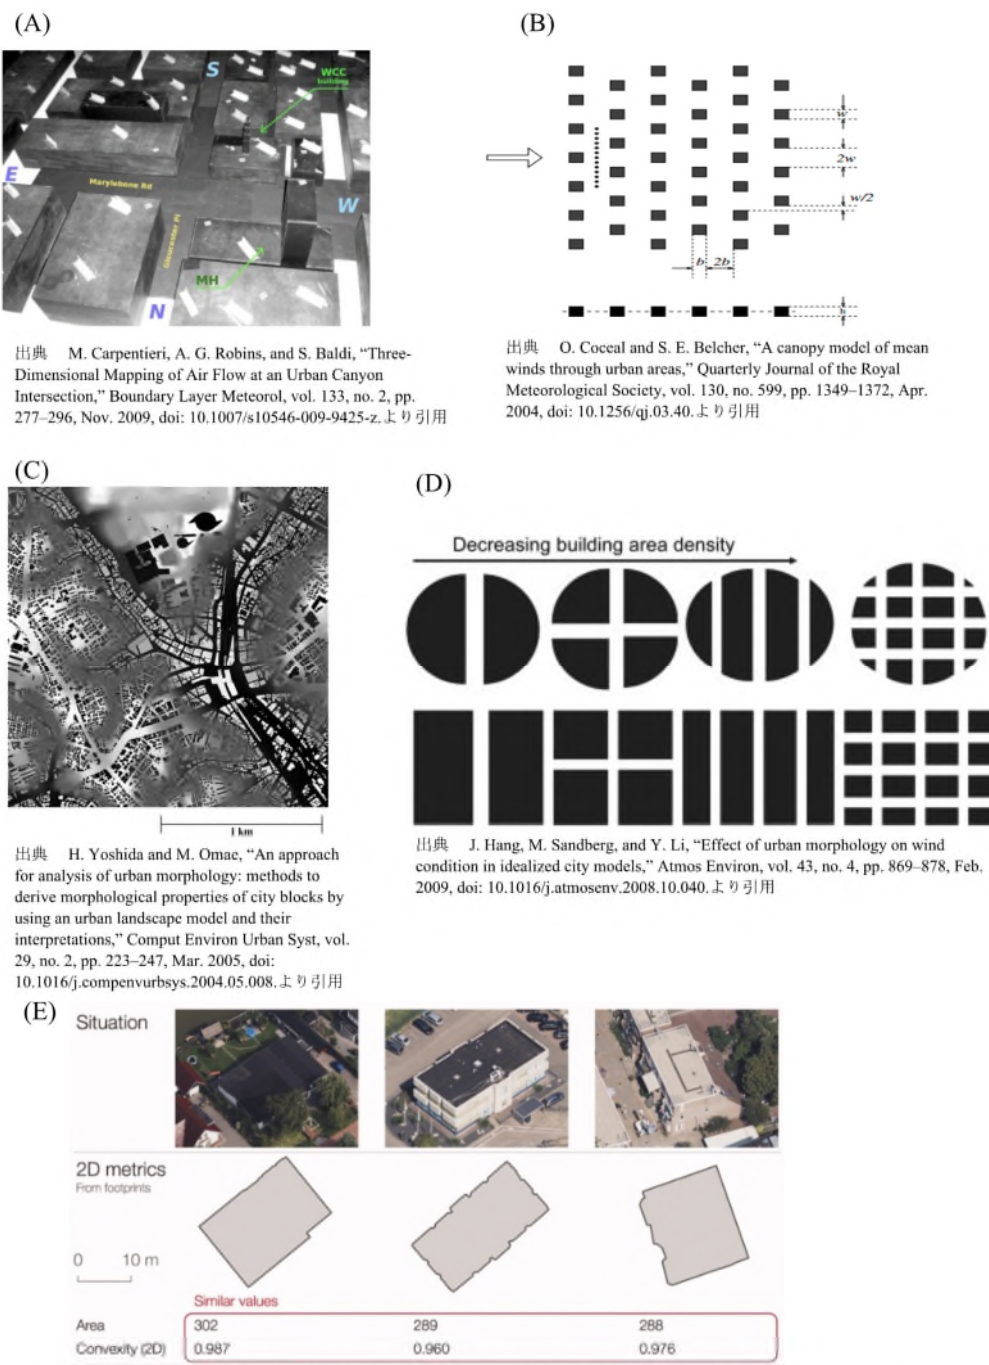 (A)
S
WCC
building
E
Marylebone Rd
W
Gloucester Pl
MH
N
出典 M. Carpentieri, A. G. Robins, and S. Baldi, “Three-
Dimensional Mapping of Air Flow at an Urban Canyon
Intersection,” Boundary Layer Meteorol, vol. 133, no. 2, pp.
277–296, Nov. 2009, doi: 10.1007/s10546-009-9425-z.より引用
(B)
w
2w
w/2
b
2b
出典 O. Coceal and S. E. Belcher, “A canopy model of mean
winds through urban areas,” Quarterly Journal of the Royal
Meteorological Society, vol. 130, no. 599, pp. 1349–1372, Apr.
2004, doi: 10.1256/qj.03.40.より引用
(C)
1 km
出典 H. Yoshida and M. Omae, “An approach
for analysis of urban morphology: methods to
derive morphological properties of city blocks by
using an urban landscape model and their
interpretations,” Comput Environ Urban Syst, vol.
29, no. 2, pp. 223–247, Mar. 2005, doi:
10.1016/j.compenvurbsys.2004.05.008.より引用
(D)
Decreasing building area density
出典 J. Hang, M. Sandberg, and Y. Li, “Effect of urban morphology on wind
condition in idealized city models,” Atmos Environ, vol. 43, no. 4, pp. 869–878, Feb.
2009, doi: 10.1016/j.atmosenv.2008.10.040.より引用
(E)
Situation
2D metrics
From footprints
0 10 m
Similar values
Area 302 289 288
Convexity (2D) 0.987 0.960 0.976